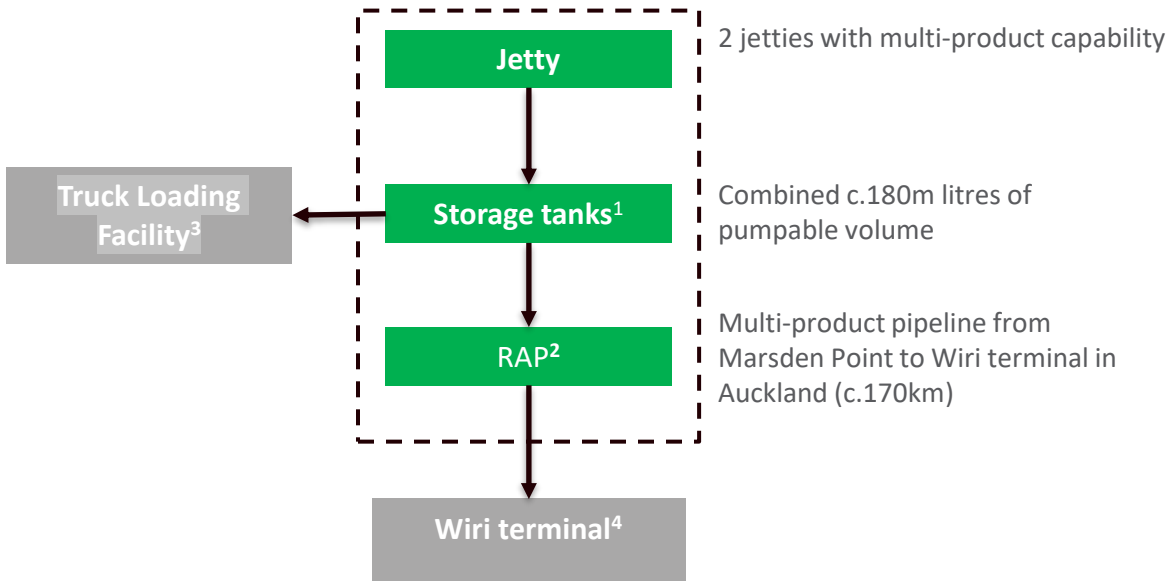 Jetty
2 jetties with multi-product capability
Truck Loading
Facility³
Storage tanks¹
Combined c.180m litres of
pumpable volume
RAP²
Multi-product pipeline from
Marsden Point to Wiri terminal in
Auckland (c.170km)
Wiri terminal⁴